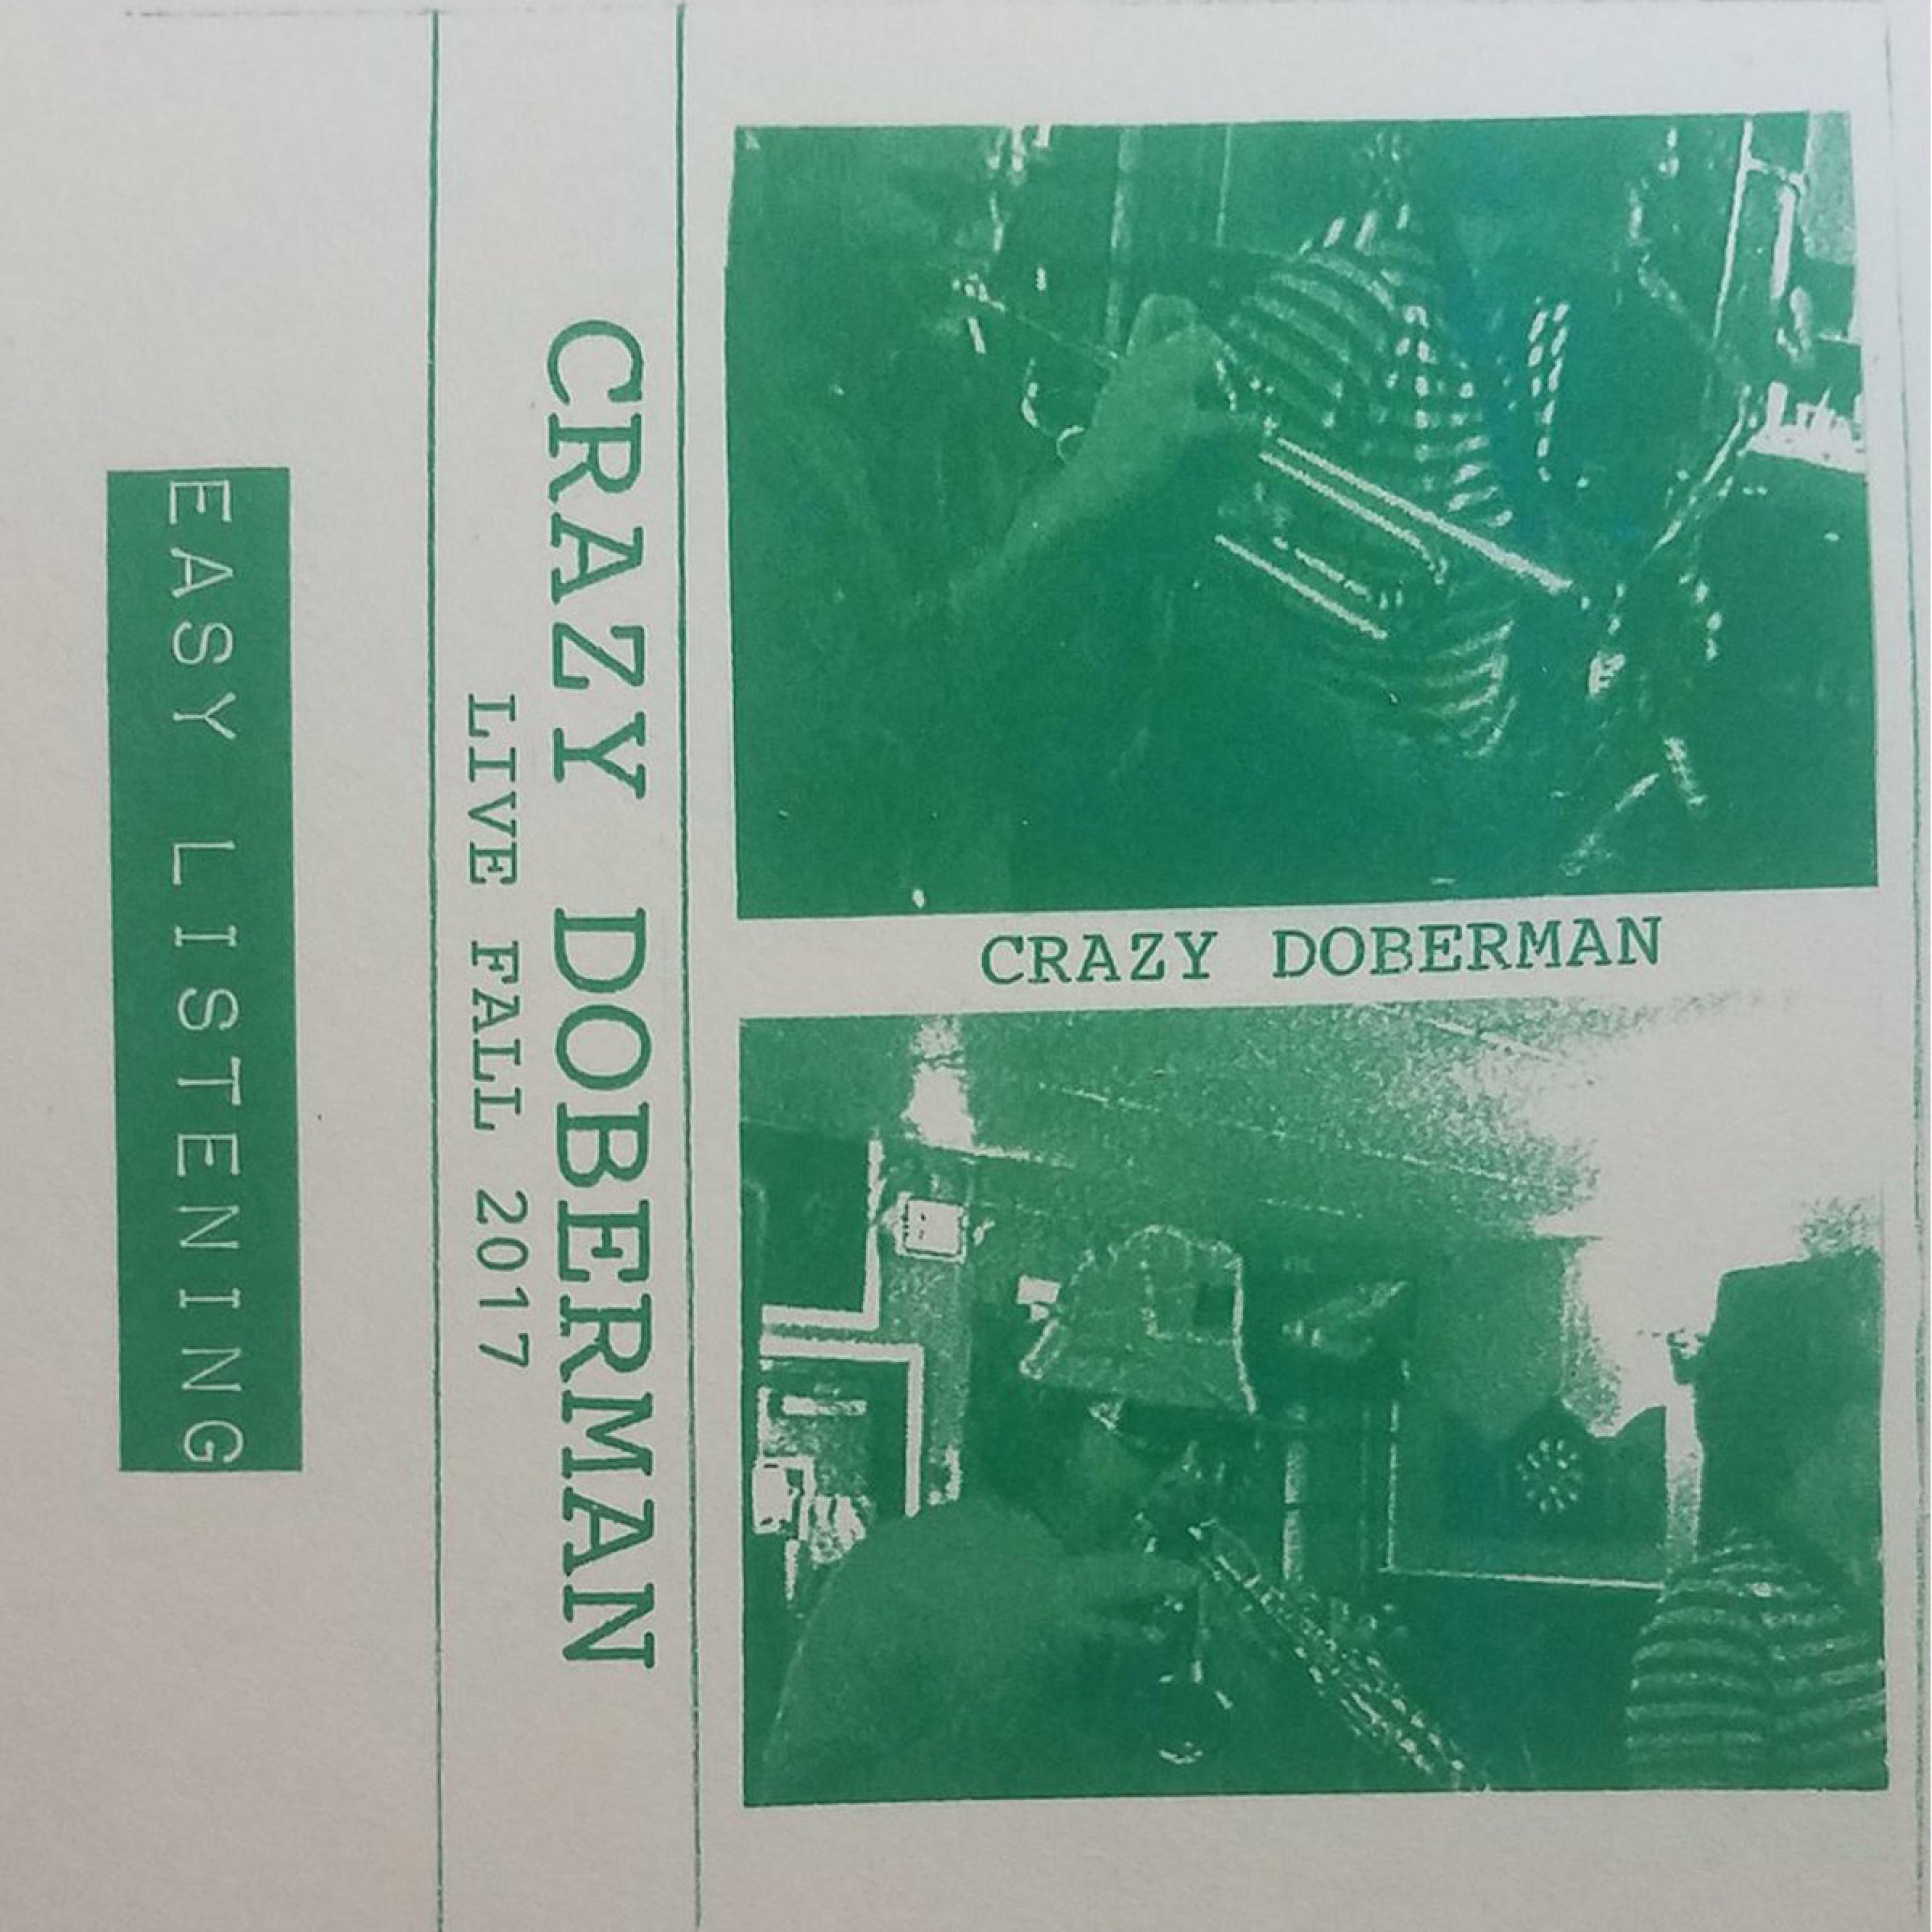 EASY LISTENING
CRAZY DOBERMAN
LIVE FALL 2017
CRAZY DOBERMAN